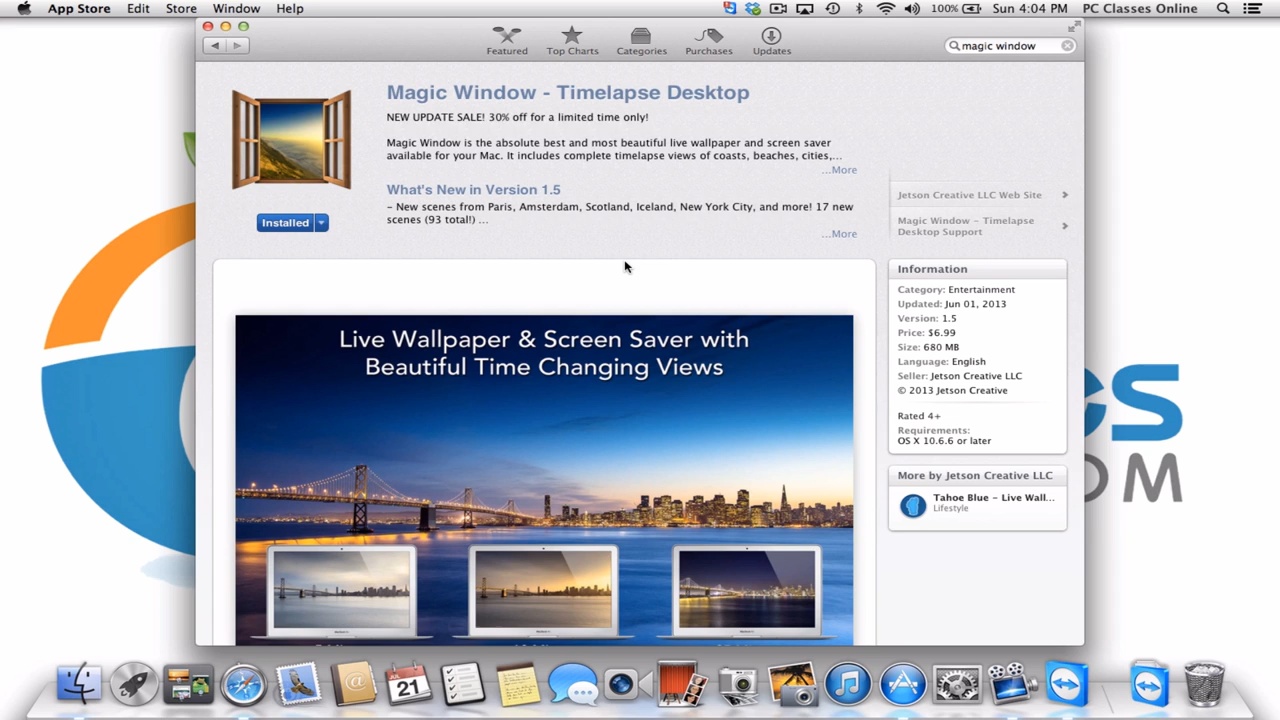 App Store Edit Store Window Help
100% Sun 4:04 PM PC Classes Online
Featured Top Charts Categories Purchases Updates
magic window
Magic Window - Timelapse Desktop
NEW UPDATE SALE! 30% off for a limited time only!
Magic Window is the absolute best and most beautiful live wallpaper and screen saver
available for your Mac. It includes complete timelapse views of coasts, beaches, cities,...
...More
What's New in Version 1.5
- New scenes from Paris, Amsterdam, Scotland, Iceland, New York City, and more! 17 new
scenes (93 total!) ...
...More
Installed
Jetson Creative LLC Web Site
Magic Window - Timelapse
Desktop Support
Live Wallpaper & Screen Saver with
Beautiful Time Changing Views
Information
Category: Entertainment
Updated: Jun 01, 2013
Version: 1.5
Price: $6.99
Size: 680 MB
Language: English
Seller: Jetson Creative LLC
© 2013 Jetson Creative
Rated 4+
Requirements:
OS X 10.6.6 or later
More by Jetson Creative LLC
Tahoe Blue - Live Wall...
Lifestyle
JUL
21